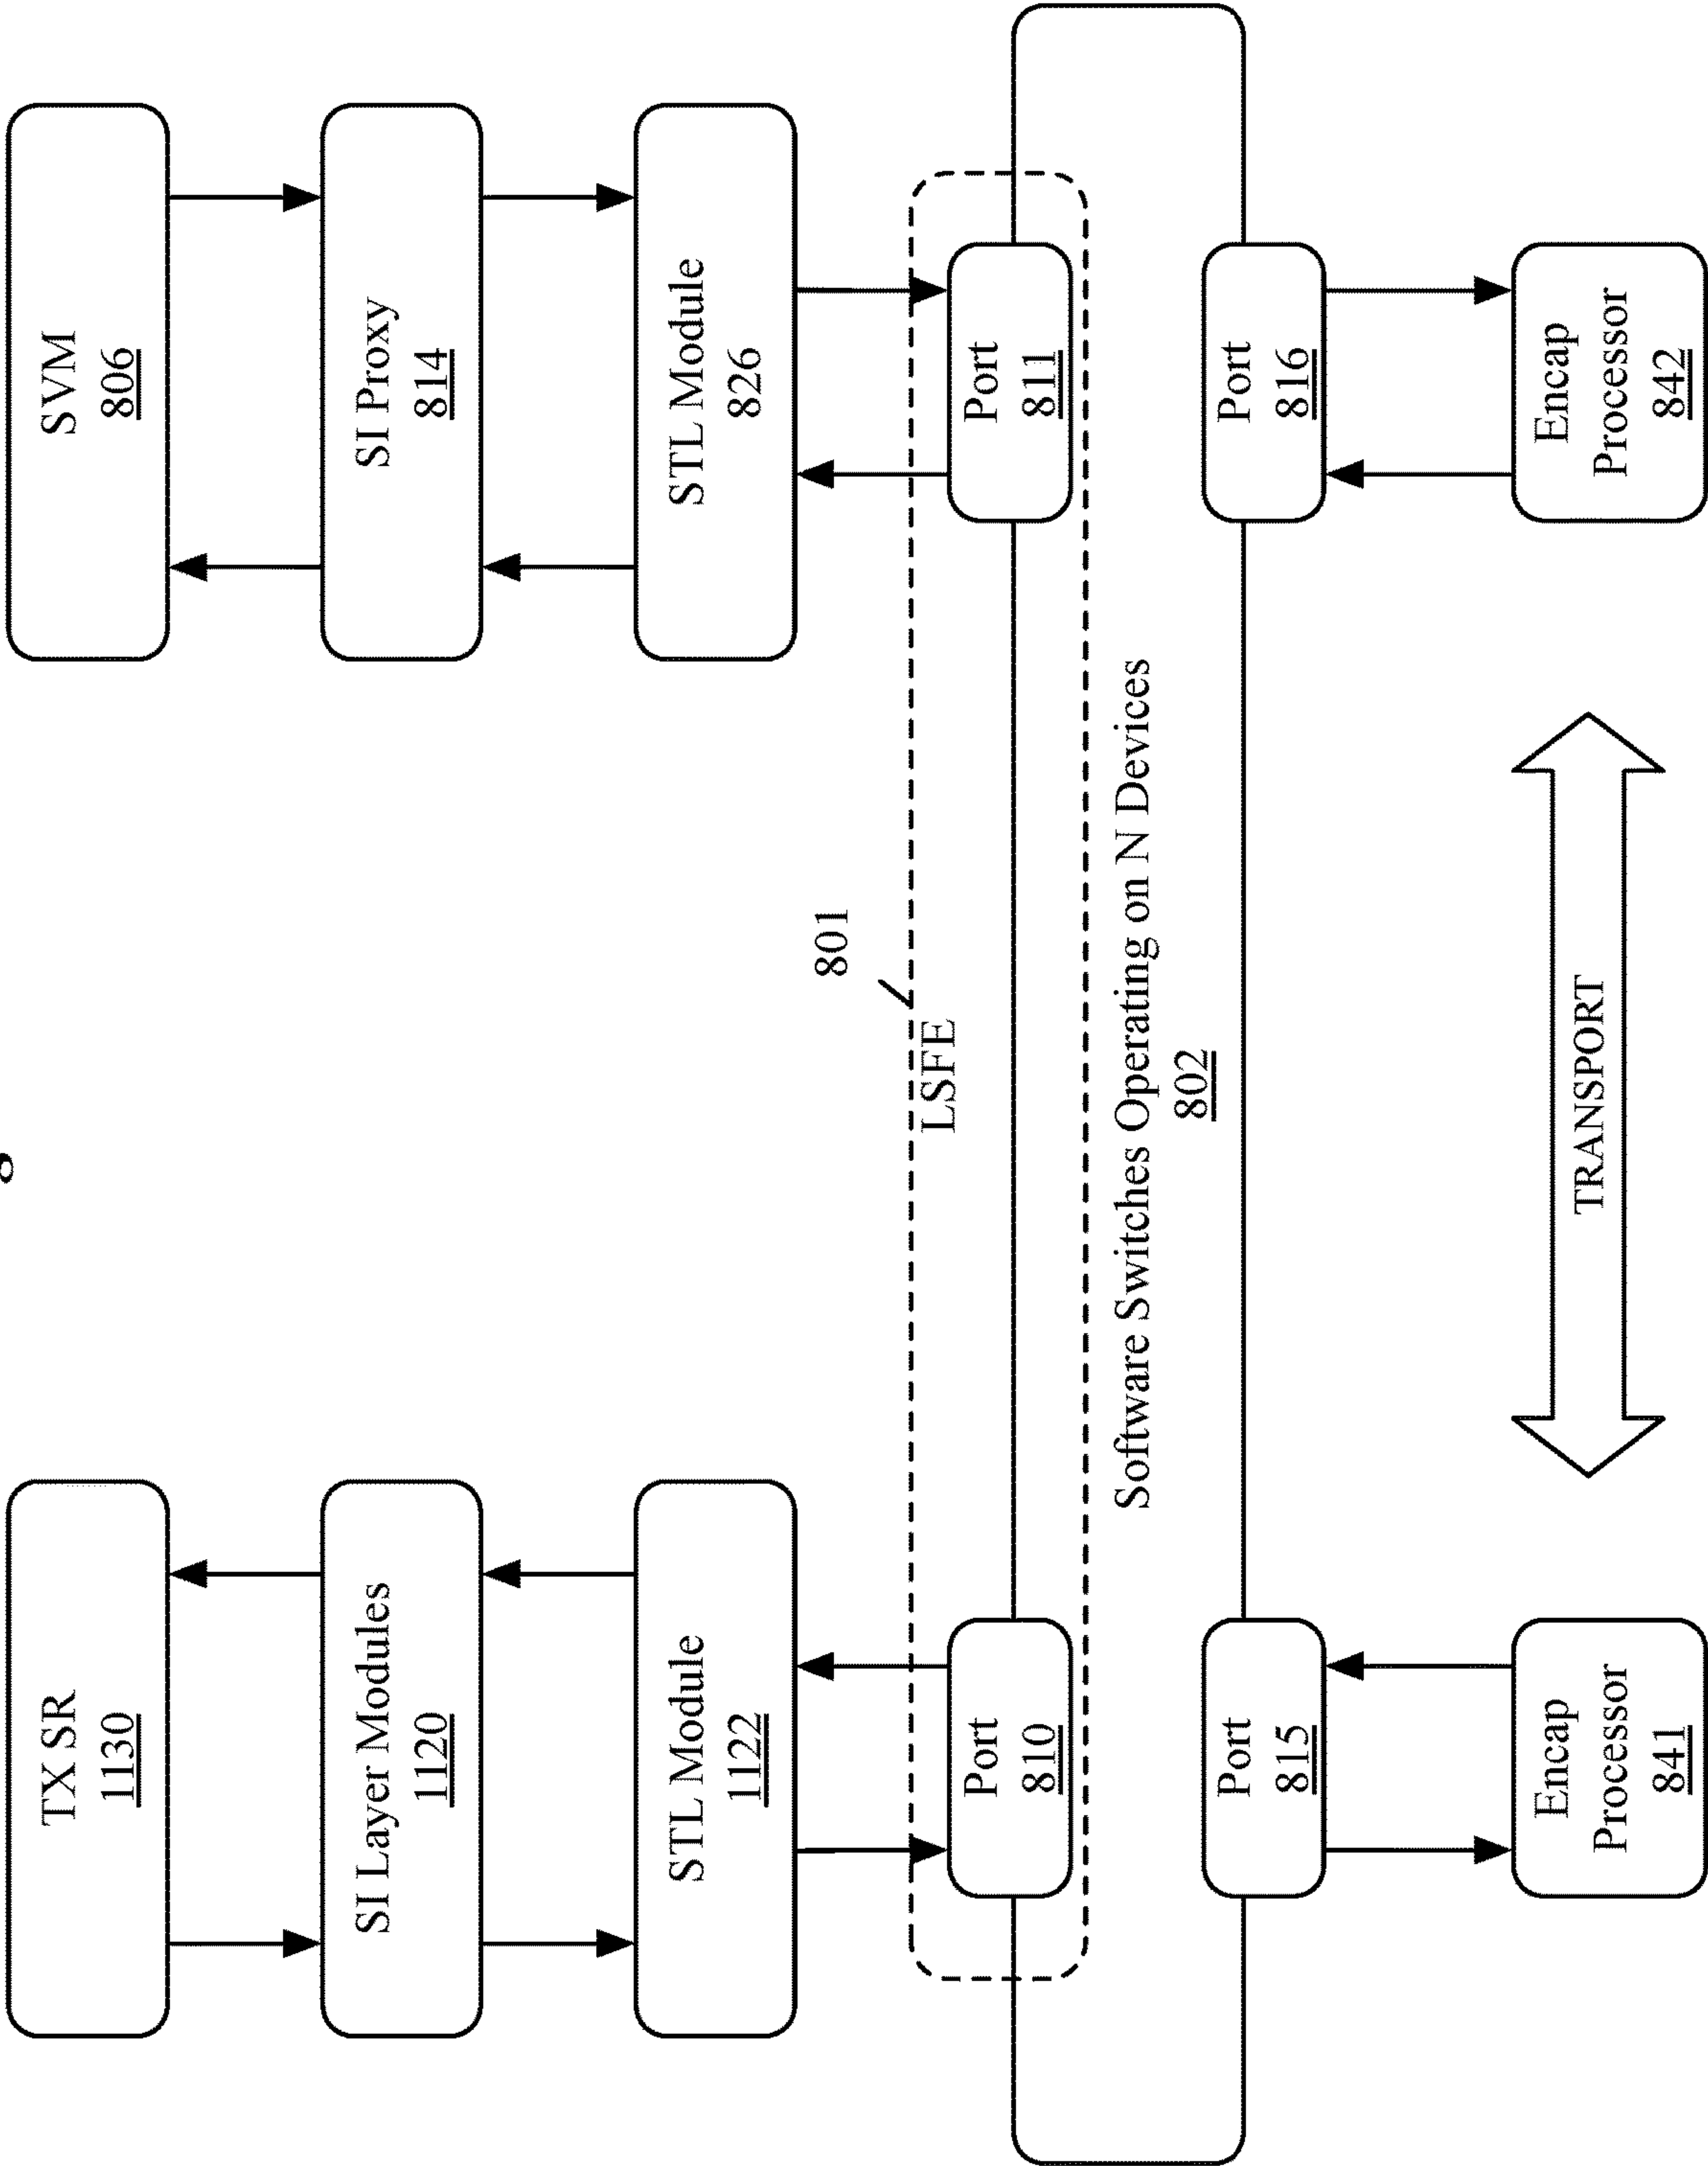 TX SR
1130
SVM
806
SI Layer Modules
1120
SI Proxy
814
STL Module
1122
STL Module
826
801
LSFE
Port
810
Port
811
Software Switches Operating on N Devices
802
Port
815
Port
816
Encap
Processor
841
TRANSPORT
Encap
Processor
842